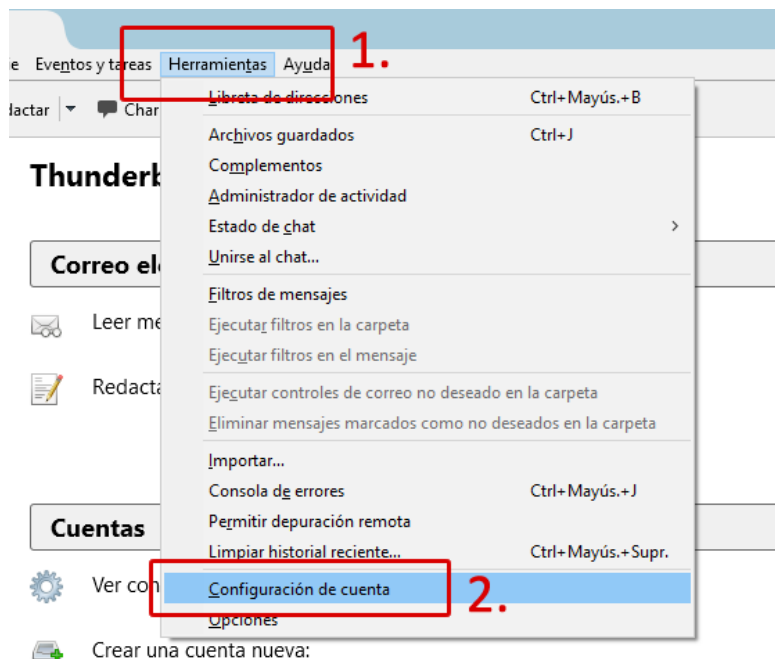 e Eventos y tareas Herramientas Ayuda 1.
dactar Char
Libreta de direcciones Ctrl+Mayús.+B
Archivos guardados Ctrl+J
Thunderb
Complementos
Administrador de actividad
Estado de chat
Unirse al chat...
Correo el
Filtros de mensajes
Leer me
Ejecutar filtros en la carpeta
Ejecutar filtros en el mensaje
Redacta
Ejecutar controles de correo no deseado en la carpeta
Eliminar mensajes marcados como no deseados en la carpeta
Importar...
Consola de errores Ctrl+Mayús.+J
Cuentas
Permitir depuración remota
Limpiar historial reciente... Ctrl+Mayús.+Supr.
Ver con
Configuración de cuenta 2.
Opciones
Crear una cuenta nueva: